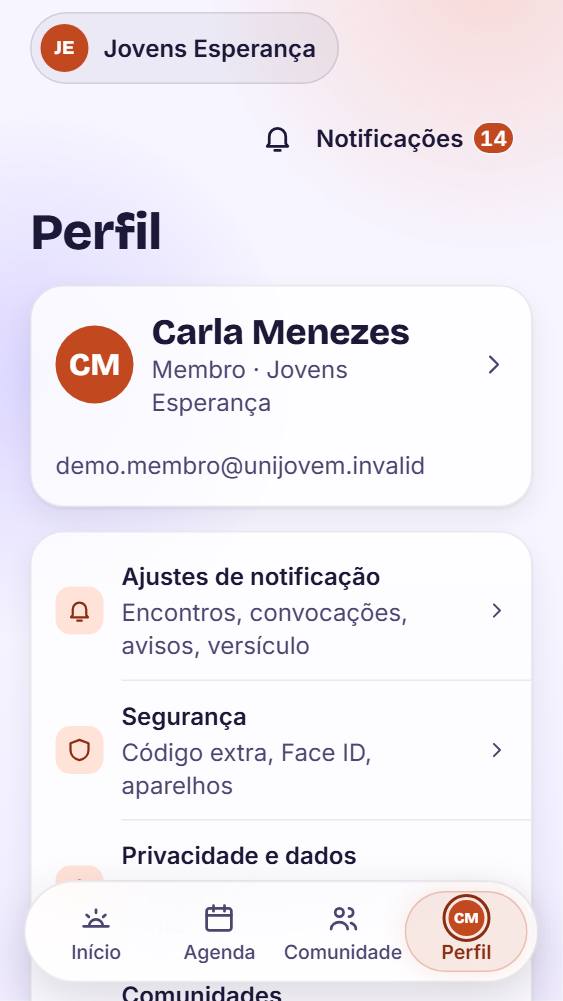 JE
Jovens Esperança
Notificações 14
Perfil
CM
Carla Menezes
Membro · Jovens
Esperança
demo.membro@unijovem.invalid
Ajustes de notificação
Encontros, convocações,
avisos, versículo
Segurança
Código extra, Face ID,
aparelhos
Privacidade e dados
CM
Início
Agenda
Comunidade
Perfil
Comunidades